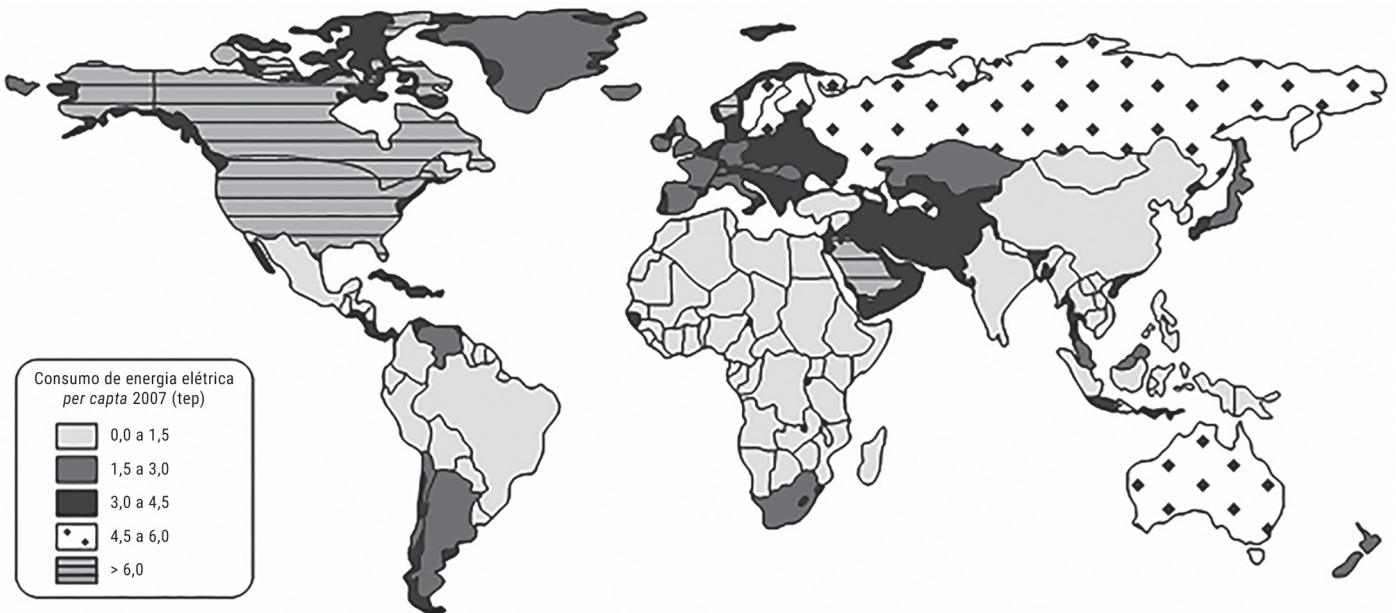 Consumo de energia elétrica
per capta 2007 (tep)
0,0 a 1,5
1,5 a 3,0
3,0 a 4,5
4,5 a 6,0
> 6,0